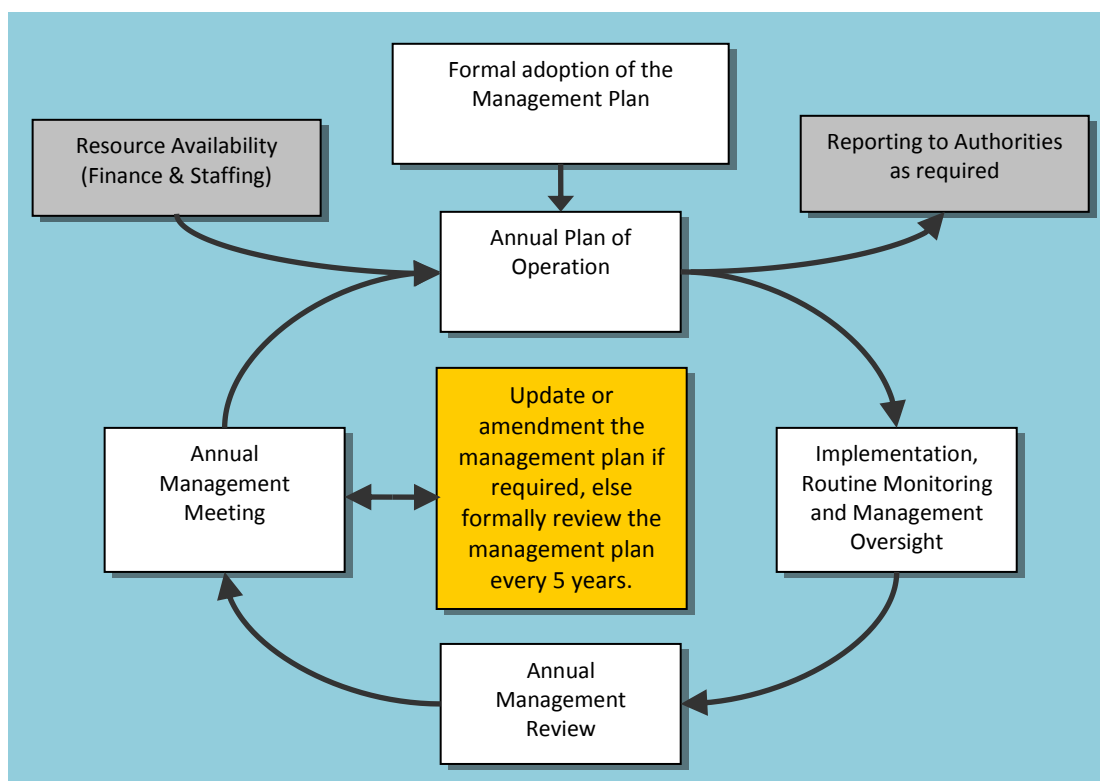 Formal adoption of the
Management Plan
Resource Availability
(Finance & Staffing)
Reporting to Authorities
as required
Annual Plan of
Operation
Update or
amendment the
management plan if
required, else
formally review the
management plan
every 5 years.
Annual
Management
Meeting
Implementation,
Routine Monitoring
and Management
Oversight
Annual
Management
Review